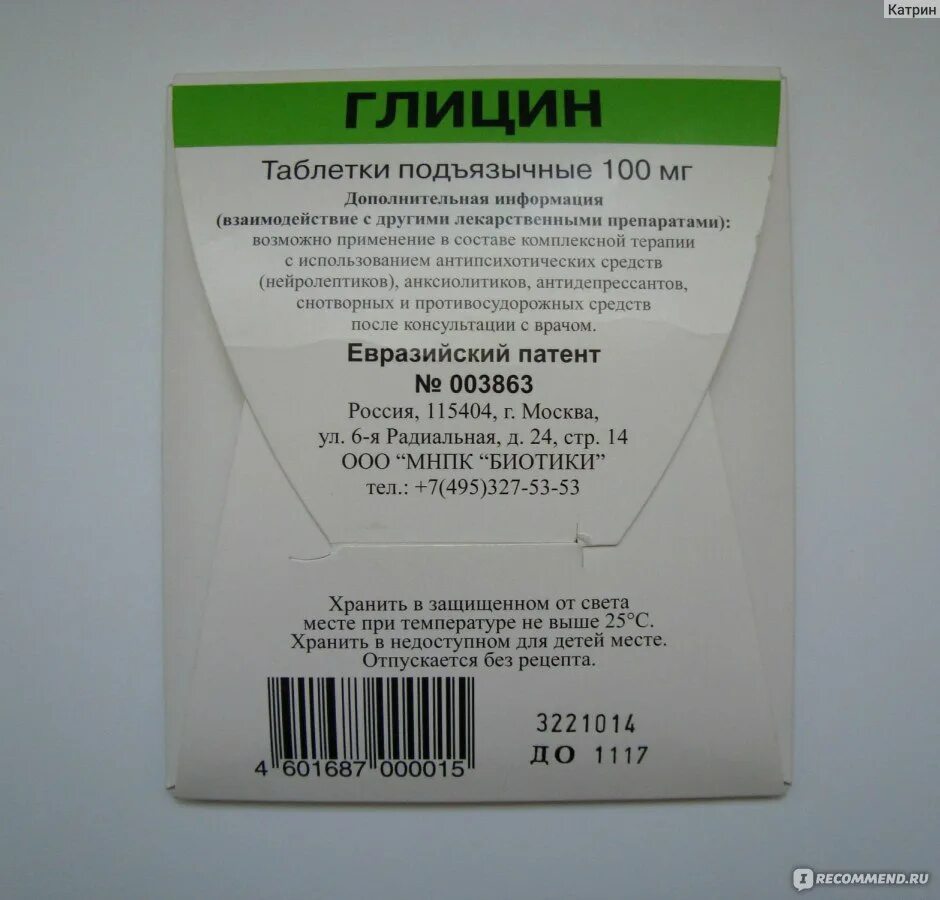 Катрин
ГЛИЦИН
Таблетки подъязычные 100 мг
Дополнительная информация
(взаимодействие с другими лекарственными препаратами):
возможно применение в составе комплексной терапии
с использованием антипсихотических средств
(нейролептиков), анксиолитиков, антидепрессантов,
снотворных и противосудорожных средств
после консультации с врачом.
Евразийский патент
№ 003863
Россия, 115404, г. Москва,
ул. 6-я Радиальная, д. 24, стр. 14
ООО “МНПК “БИОТИКИ”
тел.: +7(495)327-53-53
Хранить в защищенном от света
месте при температуре не выше 25°С.
Хранить в недоступном для детей месте.
Отпускается без рецепта.
3221014
ДО 1117
4 601687 000015
IRECOMMEND.RU